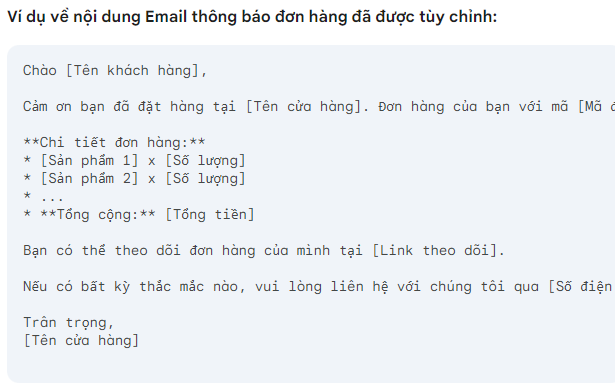 Ví dụ về nội dung Email thông báo đơn hàng đã được tùy chỉnh:
Chào [Tên khách hàng],
Cảm ơn bạn đã đặt hàng tại [Tên cửa hàng]. Đơn hàng của bạn với mã [Mã
**Chi tiết đơn hàng:**
* [Sản phẩm 1] x [Số lượng]
* [Sản phẩm 2] x [Số lượng]
* ...
* **Tổng cộng:** [Tổng tiền]
Bạn có thể theo dõi đơn hàng của mình tại [Link theo dõi].
Nếu có bất kỳ thắc mắc nào, vui lòng liên hệ với chúng tôi qua [Số điện
Trân trọng,
[Tên cửa hàng]